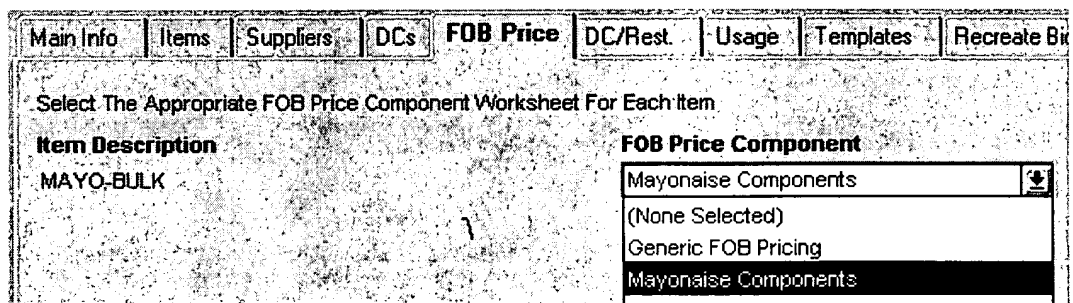 Main Info Items Suppliers DCs FOB Price DC/Rest. Usage Templates Recreate Bid
Select The Appropriate FOB Price Component Worksheet For Each Item
Item Description FOB Price Component
MAYO-BULK Mayonaise Components
(None Selected)
Generic FOB Pricing
Mayonaise Components